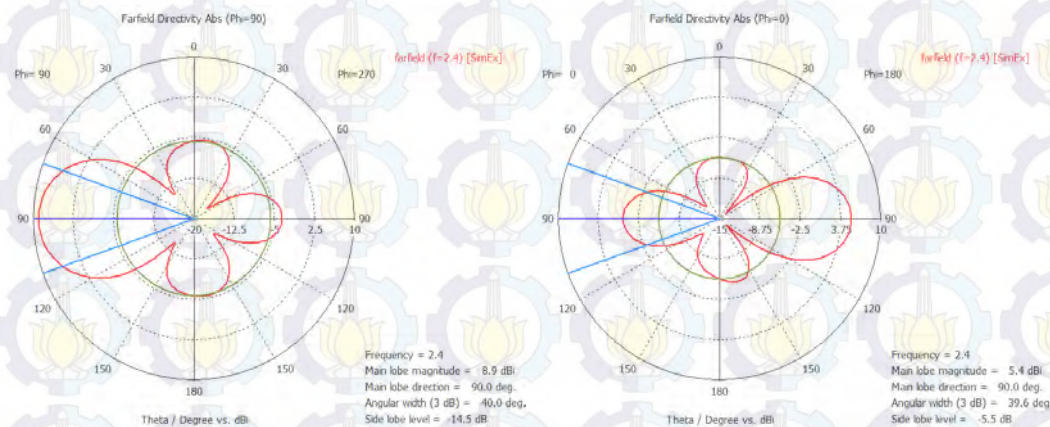 Farfield Directivity Abs (Phi=90)
0
farfield (f=2.4) [SimEx]
Phi= 90
30
30
Phi=270
60
60
90
-20
-12.5
-5
2.5
10
90
120
120
150
150
180
Theta / Degree vs. dBi
Frequency = 2.4
Main lobe magnitude = 8.9 dBi
Main lobe direction = 90.0 deg.
Angular width (3 dB) = 40.0 deg.
Side lobe level = -14.5 dB
Farfield Directivity Abs (Phi=0)
0
farfield (f=2.4) [SimEx]
Phi= 0
30
30
Phi=180
60
60
90
-15
-8.75
-2.5
3.75
10
90
120
120
150
150
180
Theta / Degree vs. dBi
Frequency = 2.4
Main lobe magnitude = 5.4 dBi
Main lobe direction = 90.0 deg.
Angular width (3 dB) = 39.6 deg
Side lobe level = -5.5 dB